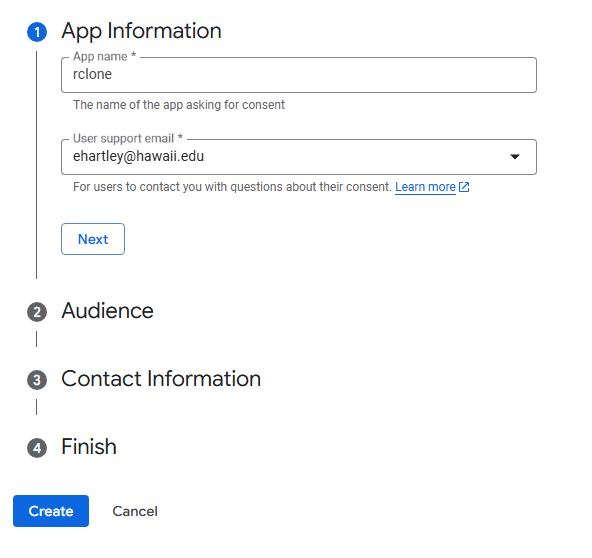 1 App Information
App name *
rclone
The name of the app asking for consent
User support email *
ehartley@hawaii.edu
For users to contact you with questions about their consent. Learn more
Next
2 Audience
3 Contact Information
4 Finish
Create Cancel